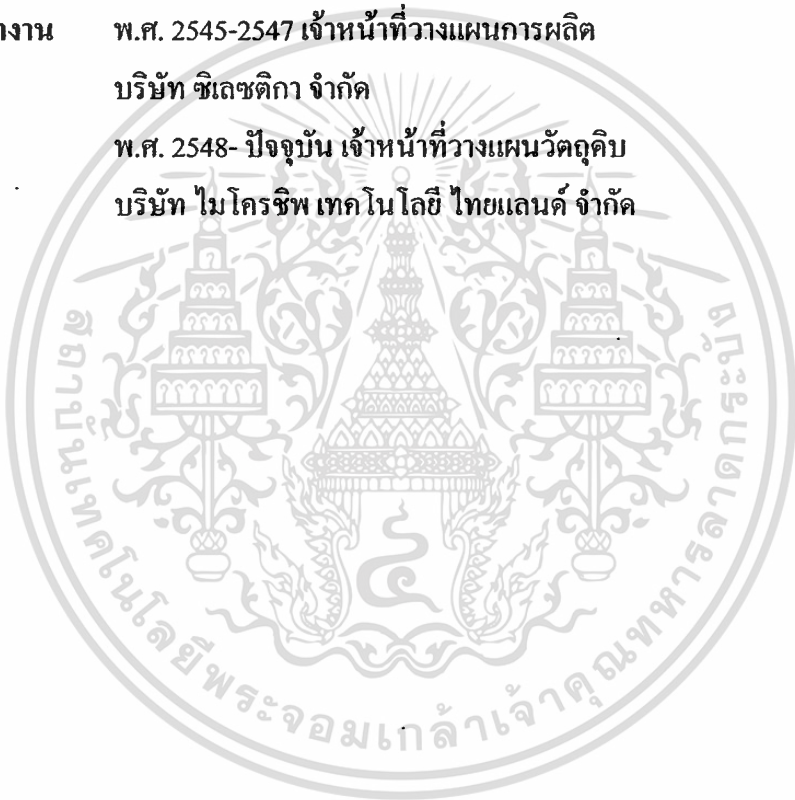 งาน พ.ศ. 2545-2547 เจ้าหน้าที่วางแผนการผลิต
บริษัท ซิเลซติกา จำกัด
พ.ศ. 2548- ปัจจุบัน เจ้าหน้าที่วางแผนวัตถุดิบ
บริษัท ไมโครชิพ เทคโนโลยี ไทยแลนด์ จำกัด
สถาบันเทคโนโลยีพระจอมเกล้าเจ้าคุณทหารลาดกระบัง